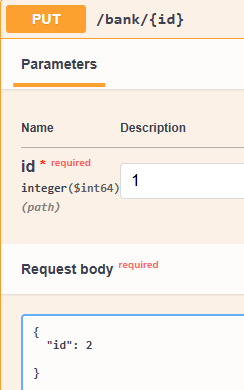 PUT /bank/{id}
Parameters
Name Description
id * required
integer($int64)
(path)
1
Request body required
{
"id": 2
}